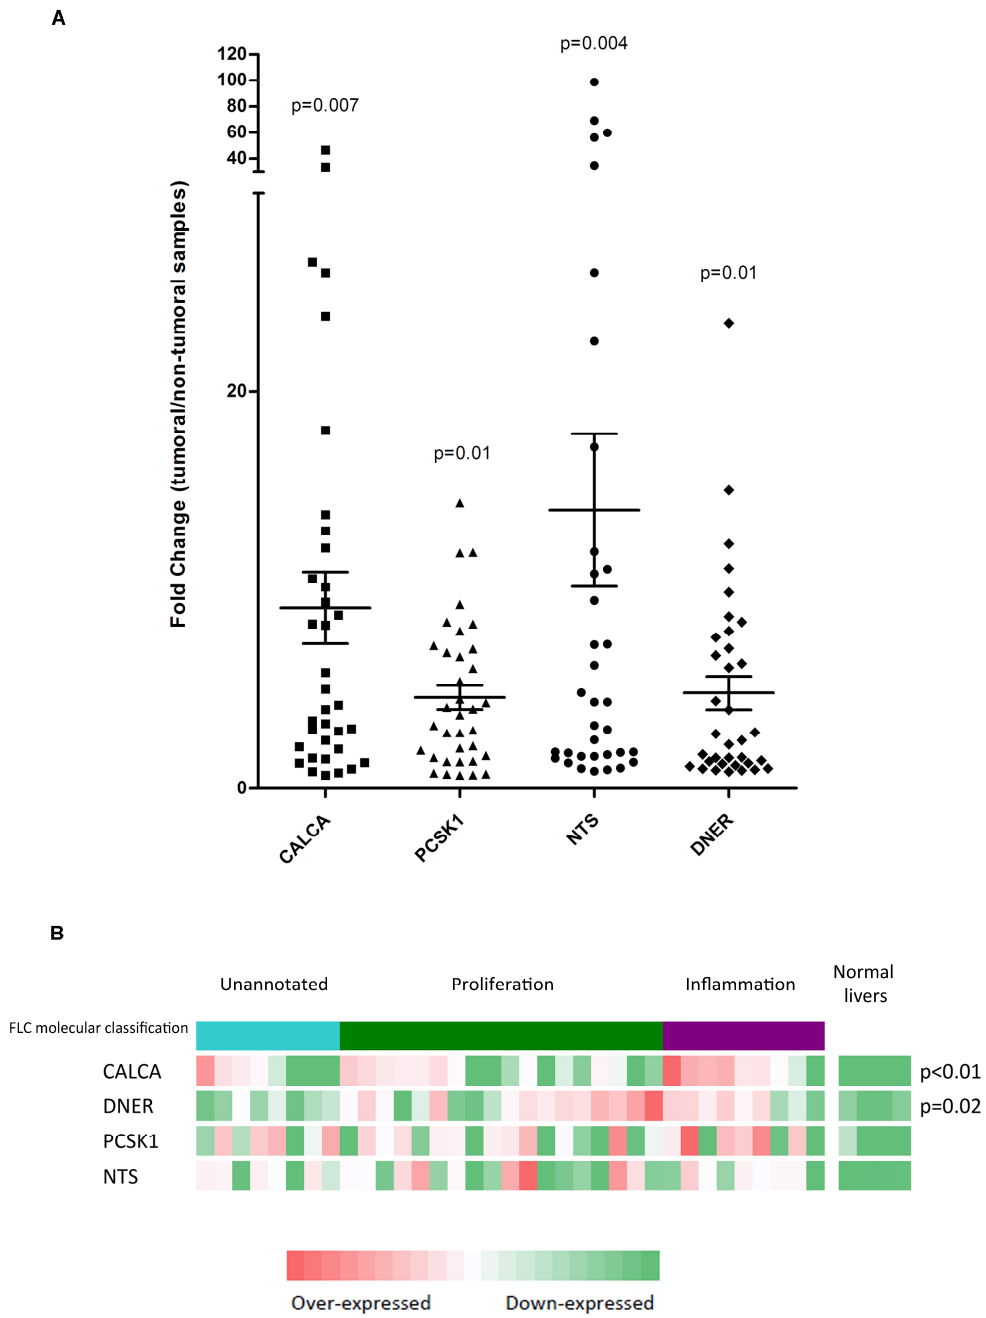 A
p=0.004
120
100
80
60
40
20
0
p=0.007
p=0.01
p=0.01
Fold Change (tumoral/non-tumoral samples)
CALCA
PCSK1
NTS
DNER
B
Unannotated
Proliferation
Inflammation
Normal
livers
FLC molecular classification
CALCA
p<0.01
DNER
p=0.02
PCSK1
NTS
Over-expressed
Down-expressed